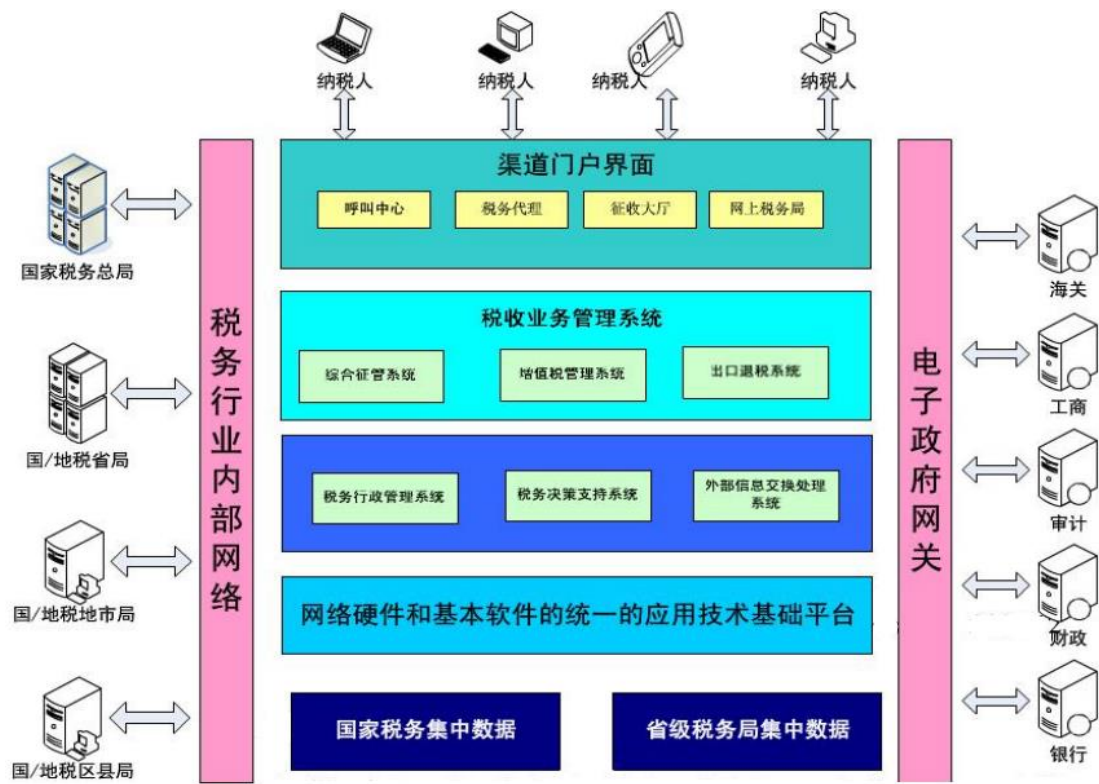 纳税人
纳税人
纳税人
纳税人
渠道门户界面
呼叫中心
税务代理
征收大厅
网上税务局
国家税务总局
国/地税省局
国/地税地市局
国/地税区县局
税务行业内部网络
税收业务管理系统
综合征管系统
增值税管理系统
出口退税系统
税务行政管理系统
税务决策支持系统
外部信息交换处理
系统
网络硬件和基本软件的统一的应用技术基础平台
国家税务集中数据
省级税务局集中数据
电子政府网关
海关
工商
审计
财政
银行